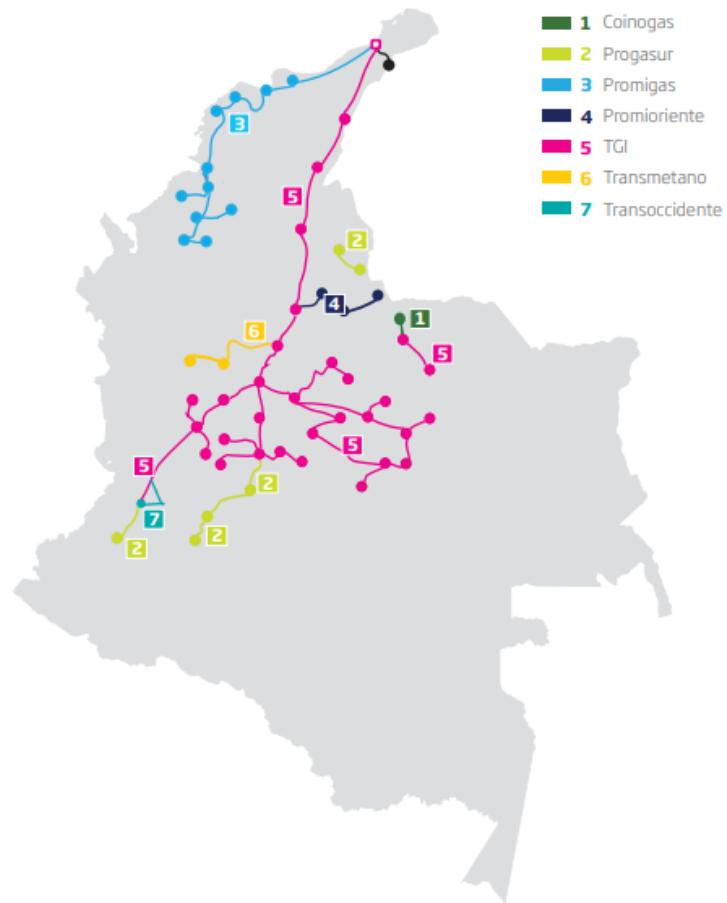 1 Coinogas
2 Progasur
3 Promigas
4 Promioriente
5 TGI
6 Transmetano
7 Transoccidente
3
5
2
4
1
6
5
5
5
2
7
2
2